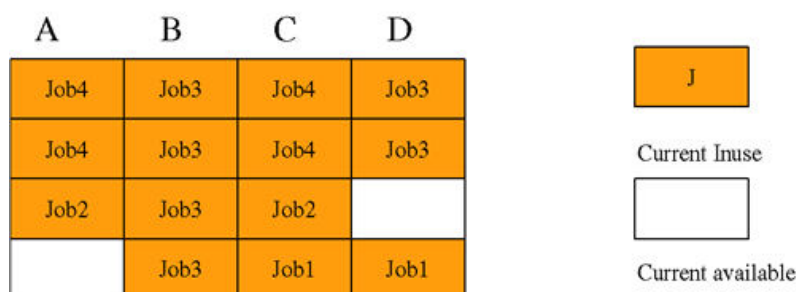 A B C D
Job4 Job3 Job4 Job3
J
Job4 Job3 Job4 Job3
Current Inuse
Job2 Job3 Job2
Job3 Job1 Job1
Current available